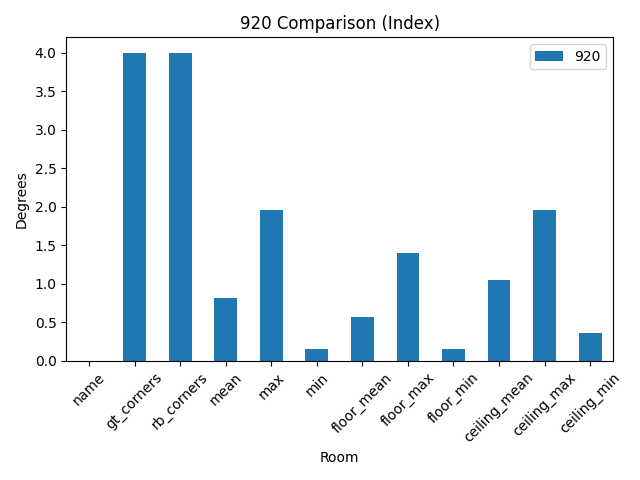 920 Comparison (Index)
920
Degrees
4.0
3.5
3.0
2.5
2.0
1.5
1.0
0.5
0.0
name
gt_corners
rb_corners
mean
max
min
floor_mean
floor_max
floor_min
ceiling_mean
ceiling_max
ceiling_min
Room